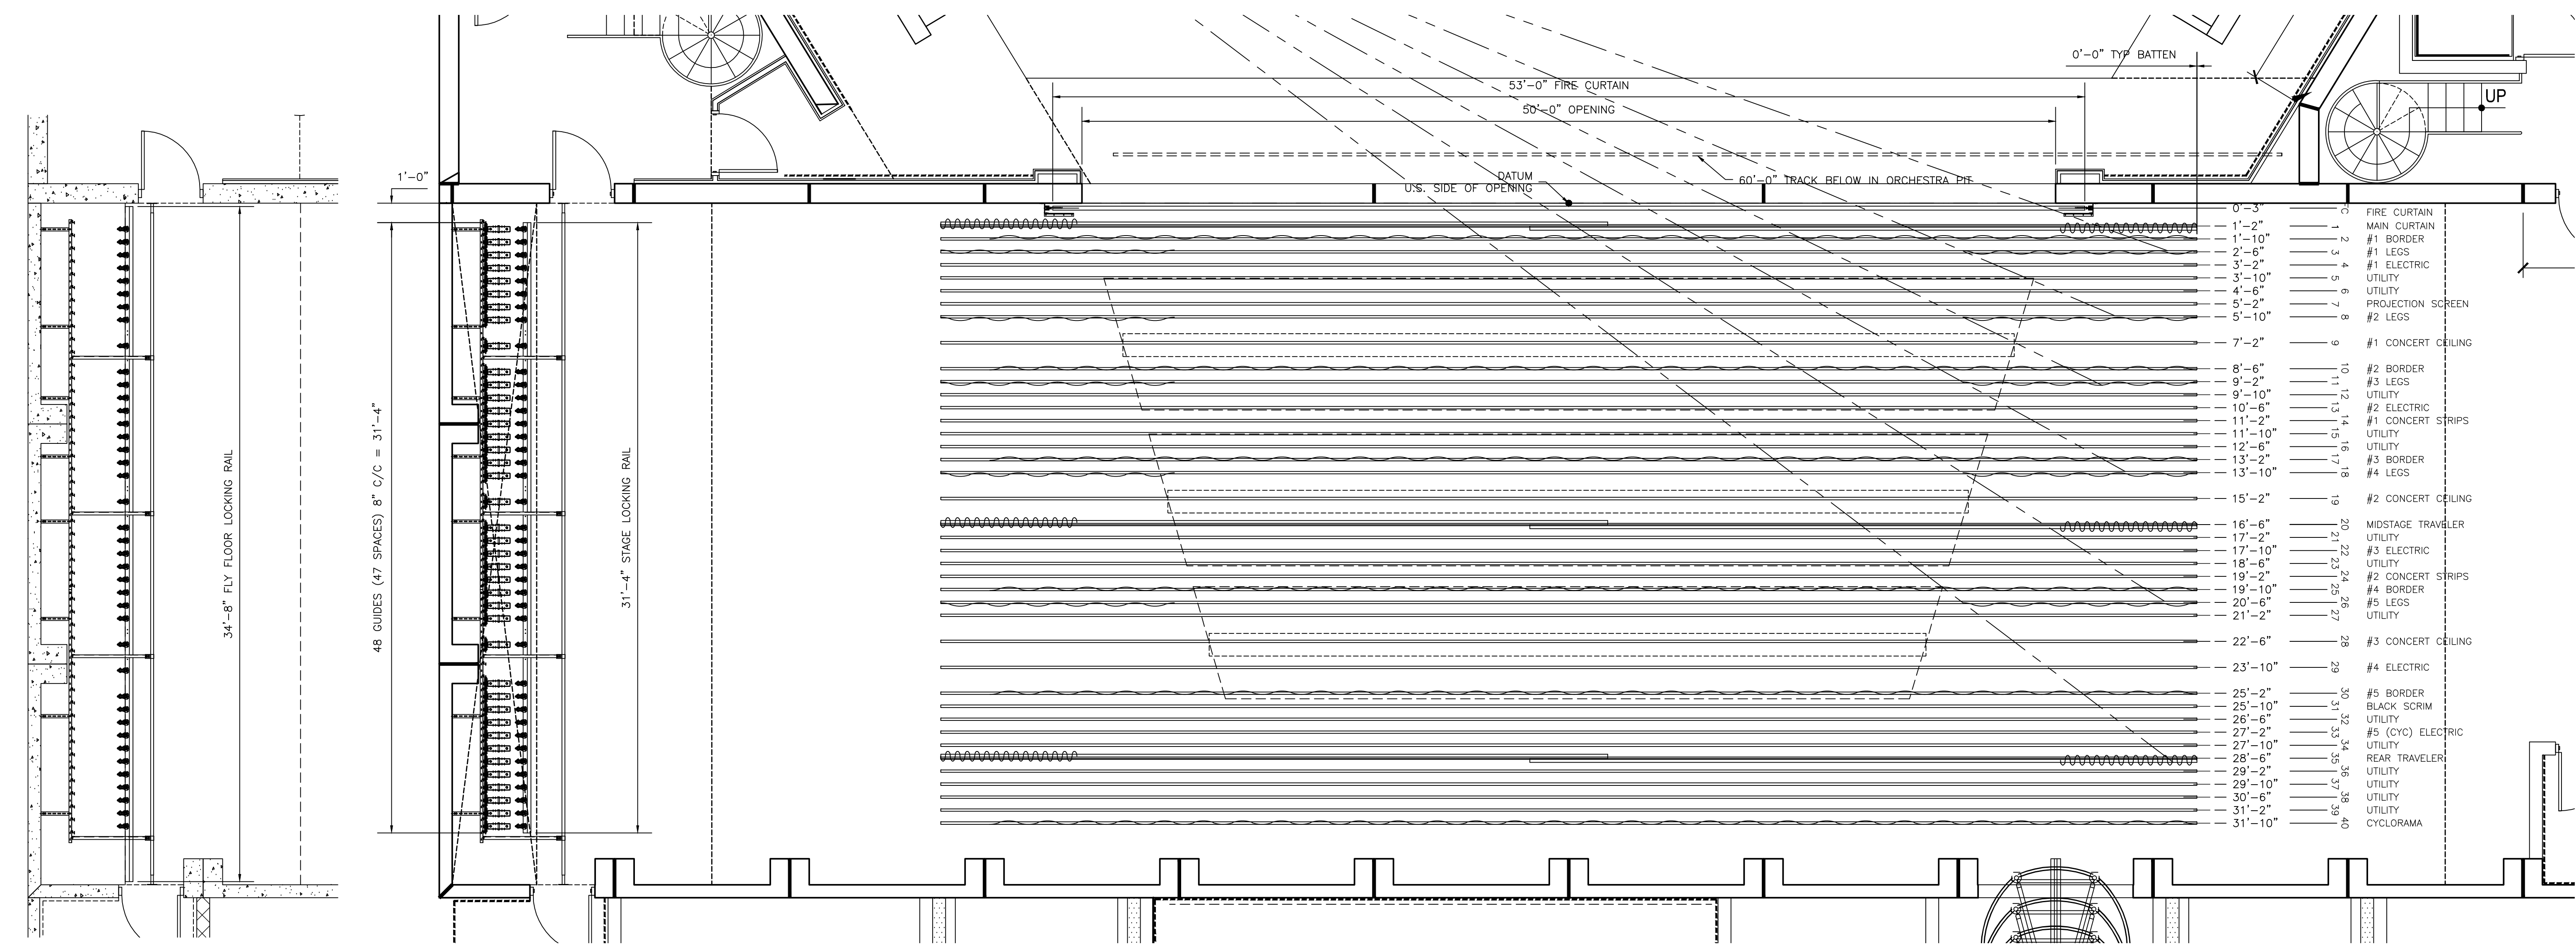 0'-0" TYP BATTEN
53'-0" FIRE CURTAIN
50'-0" OPENING
UP
1'-0"
DATUM
U.S. SIDE OF OPENING
60'-0" TRACK BELOW IN ORCHESTRA PIT
34'-8" FLY FLOOR LOCKING RAIL
48 GUIDES (47 SPACES) 8" C/C = 31'-4"
31'-4" STAGE LOCKING RAIL
0'-3" FC FIRE CURTAIN
1'-2" 1 MAIN CURTAIN
1'-10" 2 #1 BORDER
2'-6" 3 #1 LEGS
3'-2" 4 #1 ELECTRIC
3'-10" 5 UTILITY
4'-6" 6 UTILITY
5'-2" 7 PROJECTION SCREEN
5'-10" 8 #2 LEGS
7'-2" 9 #1 CONCERT CEILING
8'-6" 10 #2 BORDER
9'-2" 11 #3 LEGS
9'-10" 12 UTILITY
10'-6" 13 #2 ELECTRIC
11'-2" 14 #1 CONCERT STRIPS
11'-10" 15 UTILITY
12'-6" 16 UTILITY
13'-2" 17 #3 BORDER
13'-10" 18 #4 LEGS
15'-2" 19 #2 CONCERT CEILING
16'-6" 20 MIDSTAGE TRAVELER
17'-2" 21 UTILITY
17'-10" 22 #3 ELECTRIC
18'-6" 23 UTILITY
19'-2" 24 #2 CONCERT STRIPS
19'-10" 25 #4 BORDER
20'-6" 26 #5 LEGS
21'-2" 27 UTILITY
22'-6" 28 #3 CONCERT CEILING
23'-10" 29 #4 ELECTRIC
25'-2" 30 #5 BORDER
25'-10" 31 BLACK SCRIM
26'-6" 32 UTILITY
27'-2" 33 #5 (CYC) ELECTRIC
27'-10" 34 UTILITY
28'-6" 35 REAR TRAVELER
29'-2" 36 UTILITY
29'-10" 37 UTILITY
30'-6" 38 UTILITY
31'-2" 39 UTILITY
31'-10" 40 CYCLORAMA